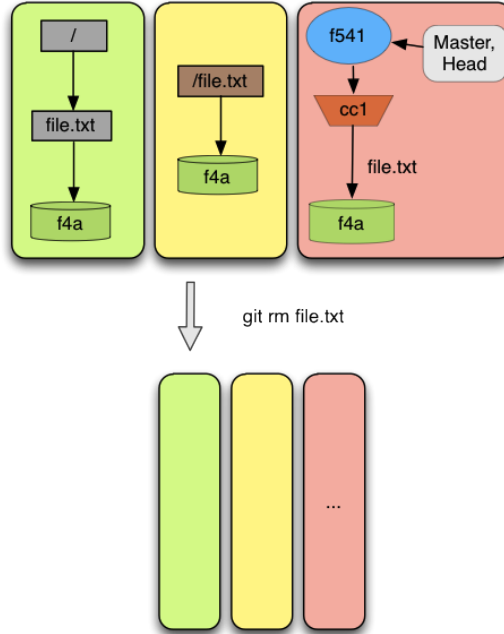 /
file.txt
f4a
/file.txt
f4a
f541
Master,
Head
cc1
file.txt
f4a
git rm file.txt
...